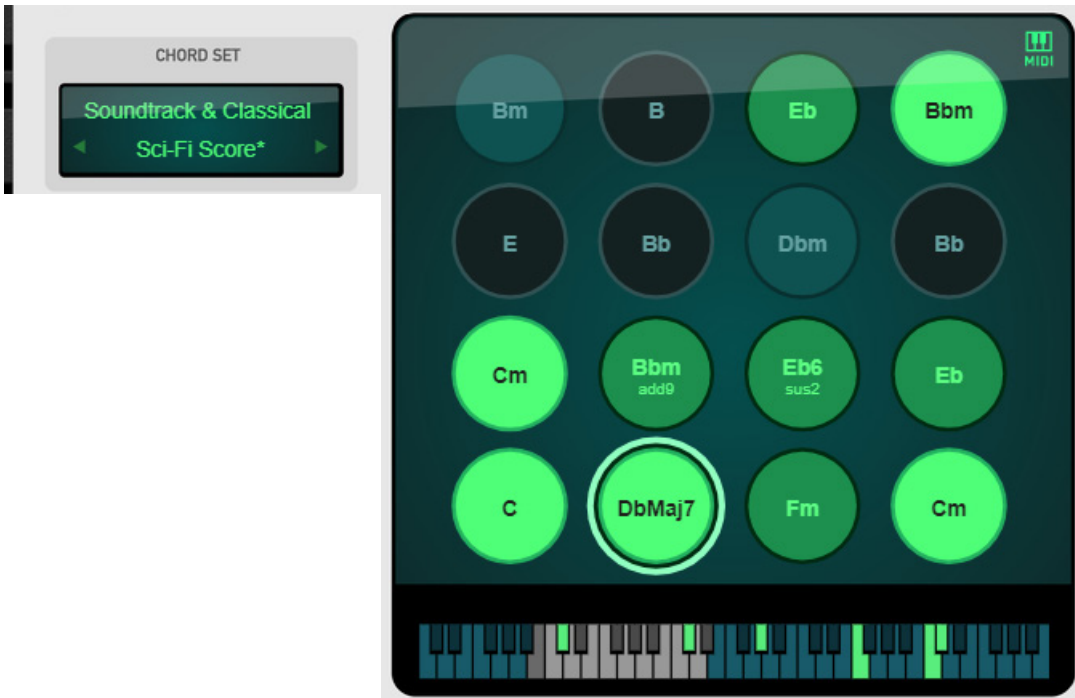 CHORD SET
Soundtrack & Classical
Sci-Fi Score*
MIDI
Bm B Eb Bbm
E Bb Dbm Bb
Cm Bbm add9 Eb6 sus2 Eb
C DbMaj7 Fm Cm